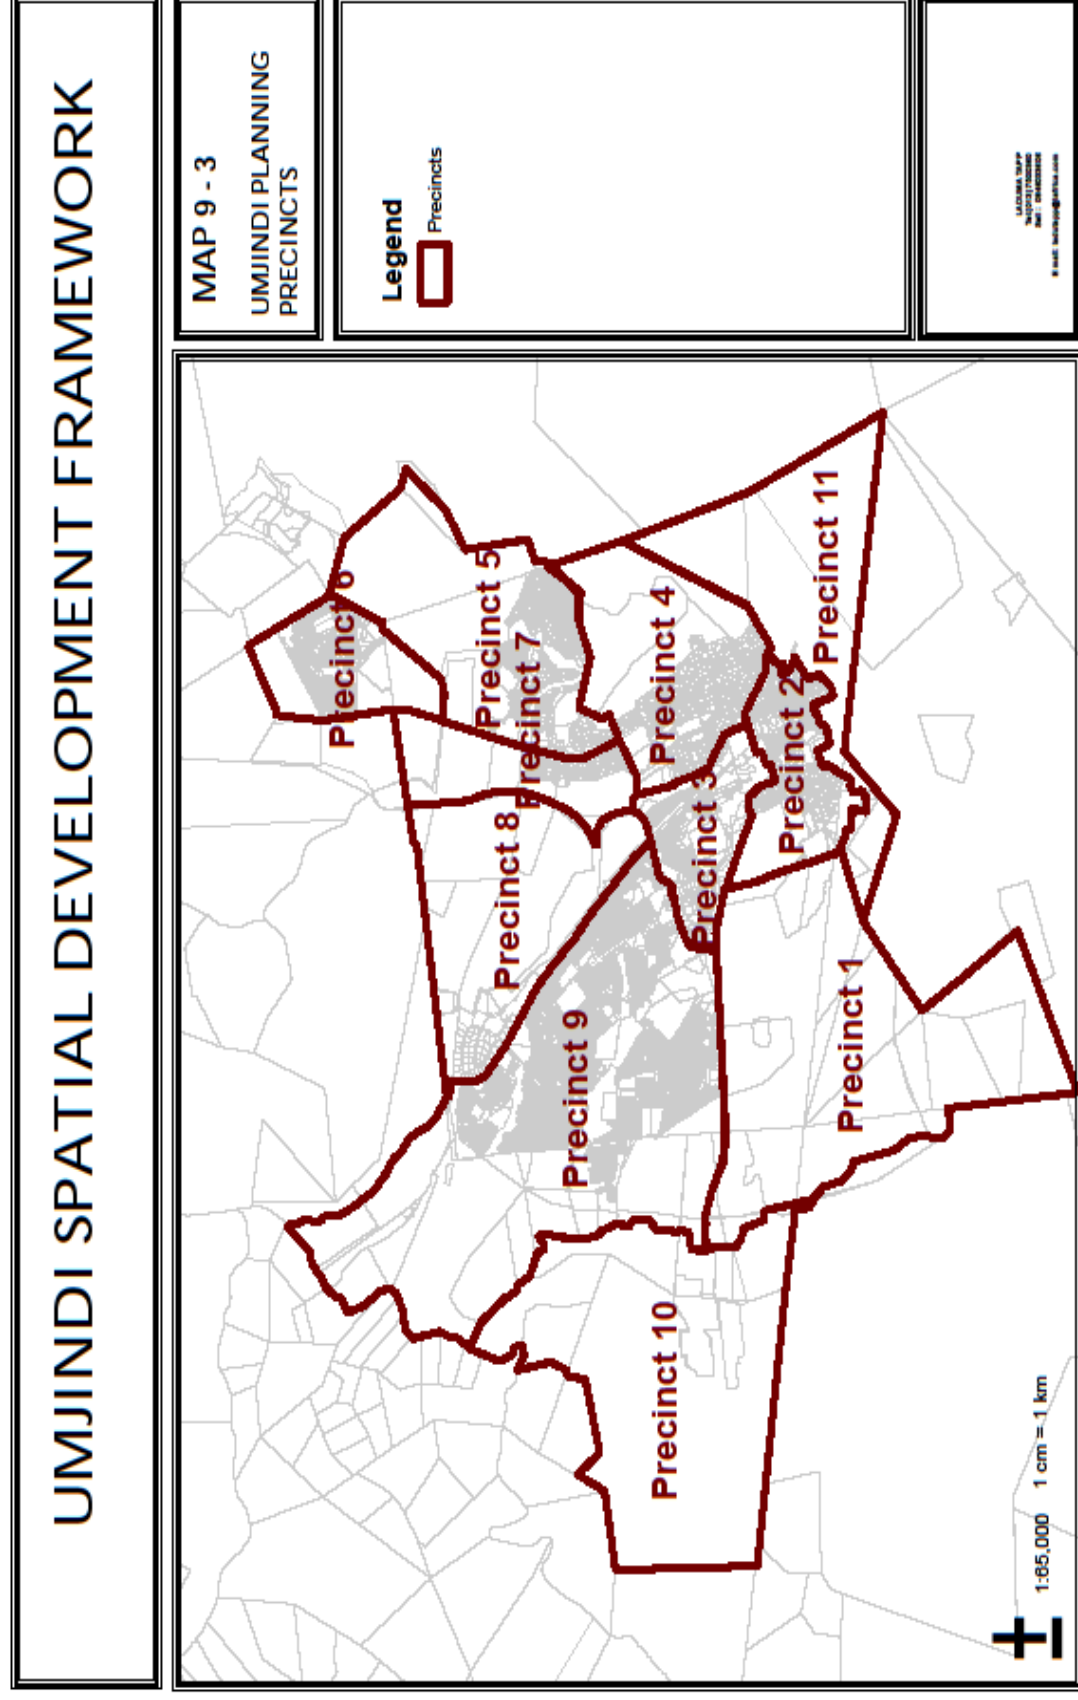 UMJINDI SPATIAL DEVELOPMENT FRAMEWORK
MAP 9 - 3
UMJINDI PLANNING
PRECINCTS
Legend
Precincts
Precinct 6
Precinct 5
Precinct 7
Precinct 8
Precinct 9
Precinct 4
Precinct 10
Precinct 3
Precinct 2
Precinct 11
Precinct 1
1:65,000 1 cm = 1 km